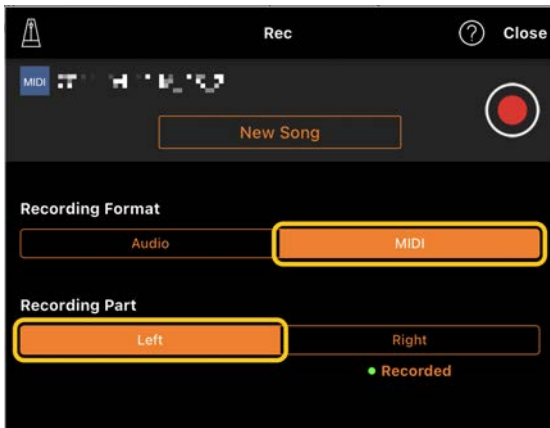 Rec
? Close
MIDI
New Song
Recording Format
Audio MIDI
Recording Part
Left Right
Recorded